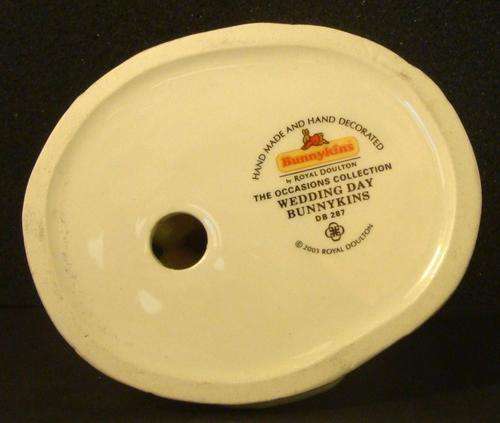 HAND MADE AND HAND DECORATED
Bunnykins
by ROYAL DOULTON
THE OCCASIONS COLLECTION
WEDDING DAY
BUNNYKINS
DB 287
© 2003 ROYAL DOULTON